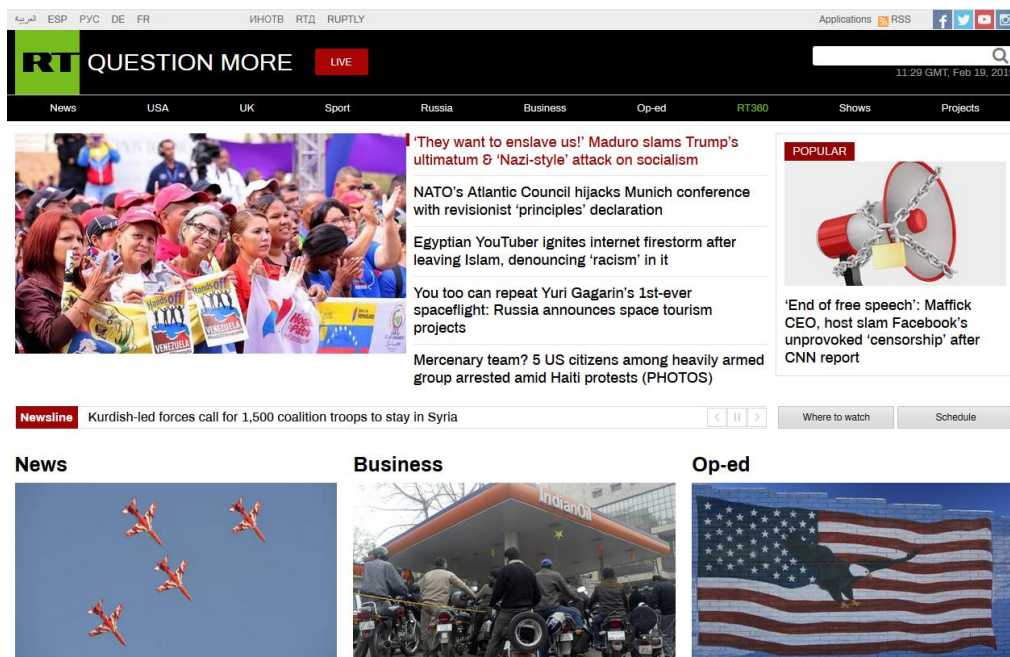 العربية ESP РУС DE FR ИНОТВ РТД RUPTLY Applications RSS
RT QUESTION MORE LIVE
11:29 GMT, Feb 19, 201
News USA UK Sport Russia Business Op-ed RT360 Shows Projects
'They want to enslave us!' Maduro slams Trump's
ultimatum & 'Nazi-style' attack on socialism
NATO's Atlantic Council hijacks Munich conference
with revisionist 'principles' declaration
Egyptian YouTuber ignites internet firestorm after
leaving Islam, denouncing 'racism' in it
You too can repeat Yuri Gagarin's 1st-ever
spaceflight: Russia announces space tourism
projects
Mercenary team? 5 US citizens among heavily armed
group arrested amid Haiti protests (PHOTOS)
POPULAR
'End of free speech': Maffick
CEO, host slam Facebook's
unprovoked 'censorship' after
CNN report
Hands off
VENEZUELA
Hands off
VENEZUELA
Newsline Kurdish-led forces call for 1,500 coalition troops to stay in Syria
Where to watch Schedule
News Business Op-ed
IndianOil